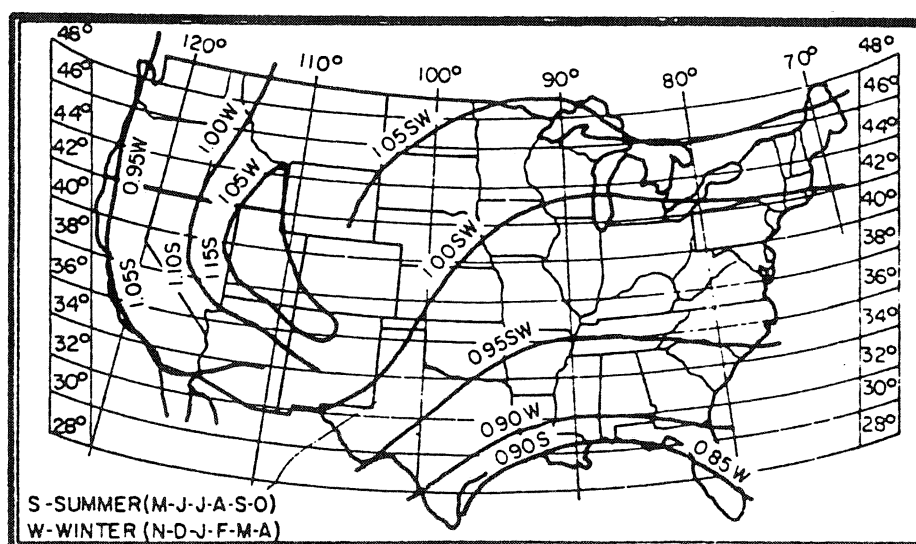 120° 110° 100° 90° 80° 70°
48° 48°
46° 46°
44° 44°
42° 42°
40° 40°
38° 38°
36° 36°
34° 34°
32° 32°
30° 30°
28° 28°
0.95W
1.00W
1.05W
1.05S
1.10S
1.15S
1.05SW
1.00SW
0.95SW
0.90W
0.90S
0.85W
S-SUMMER(M-J-J-A-S-O)
W-WINTER (N-D-J-F-M-A)